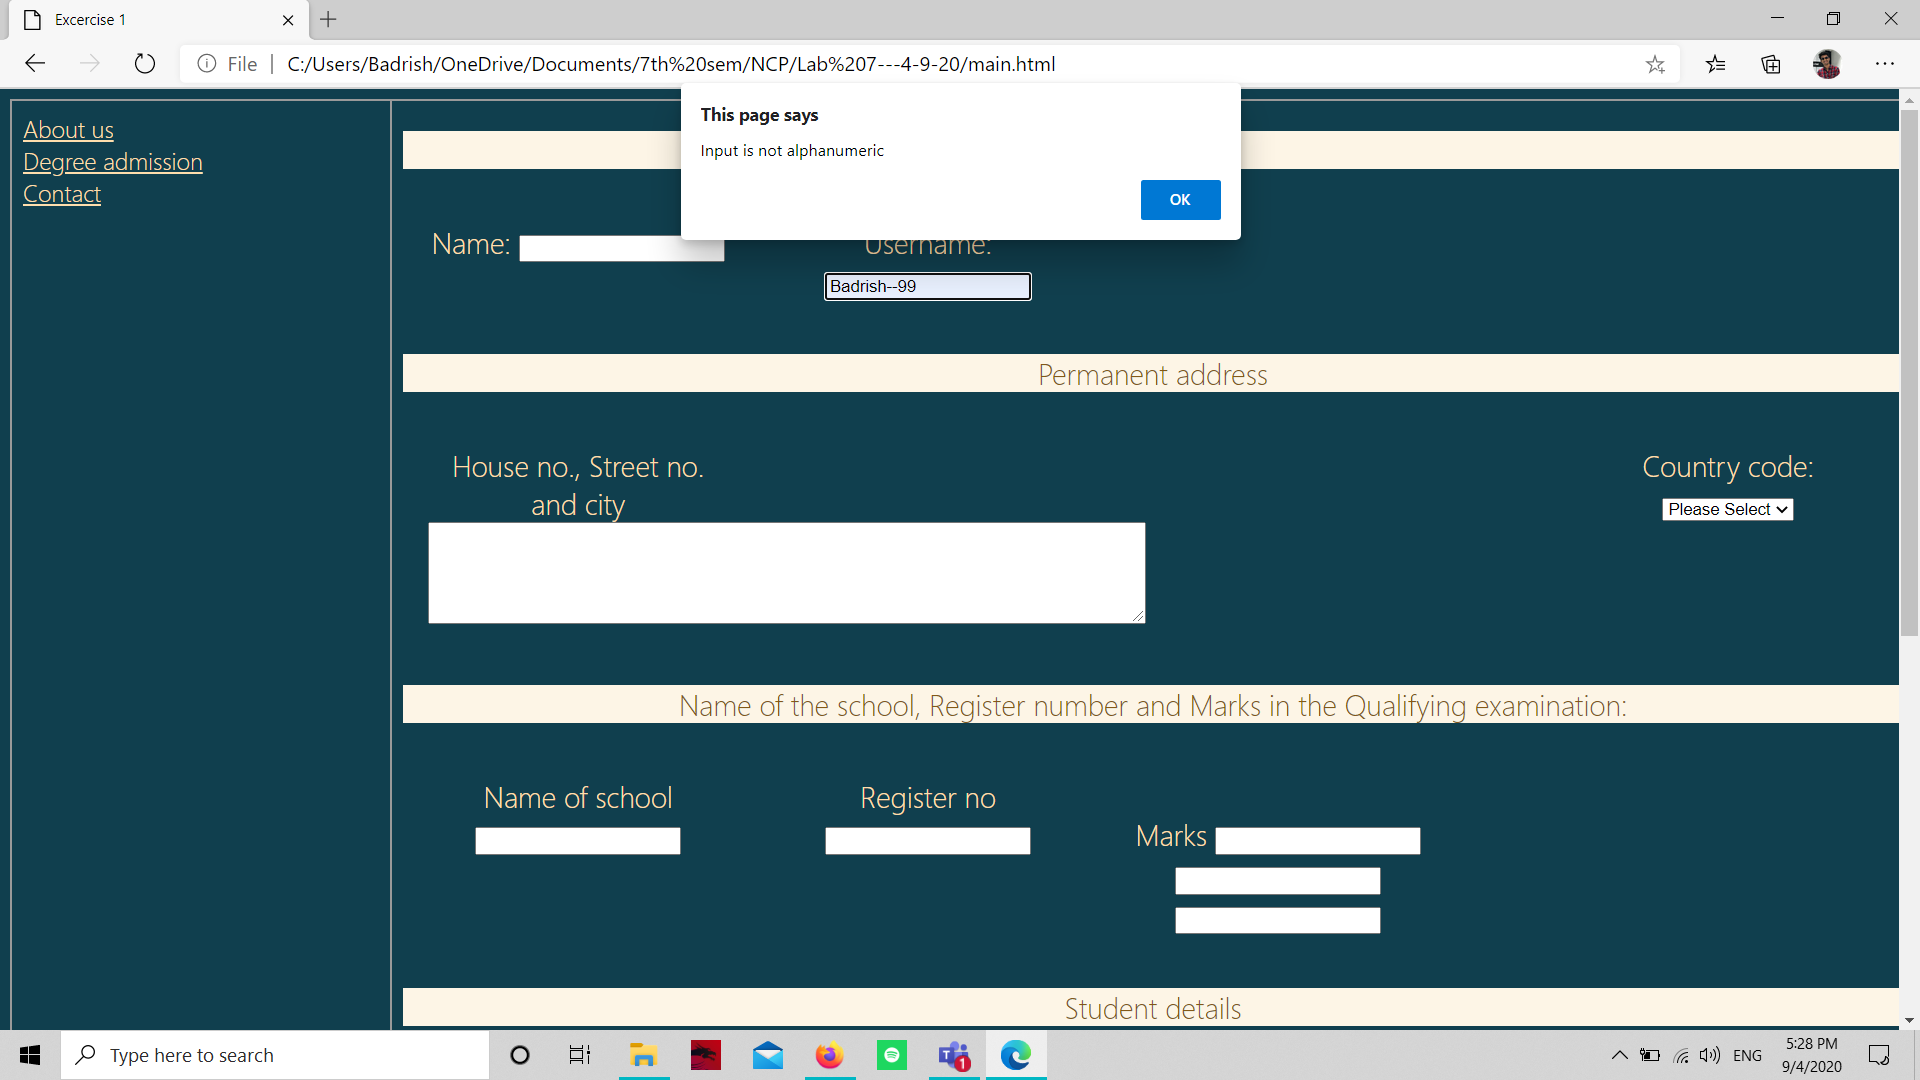 Excercise 1
File
C:/Users/Badrish/OneDrive/Documents/7th%20sem/NCP/Lab%207---4-9-20/main.html
This page says
Input is not alphanumeric
OK
About us
Degree admission
Contact
Name:
Username:
Badrish--99
Permanent address
House no., Street no.
and city
Country code:
Please Select
Name of the school, Register number and Marks in the Qualifying examination:
Name of school
Register no
Marks
Student details
Type here to search
T
1
ENG
5:28 PM
9/4/2020